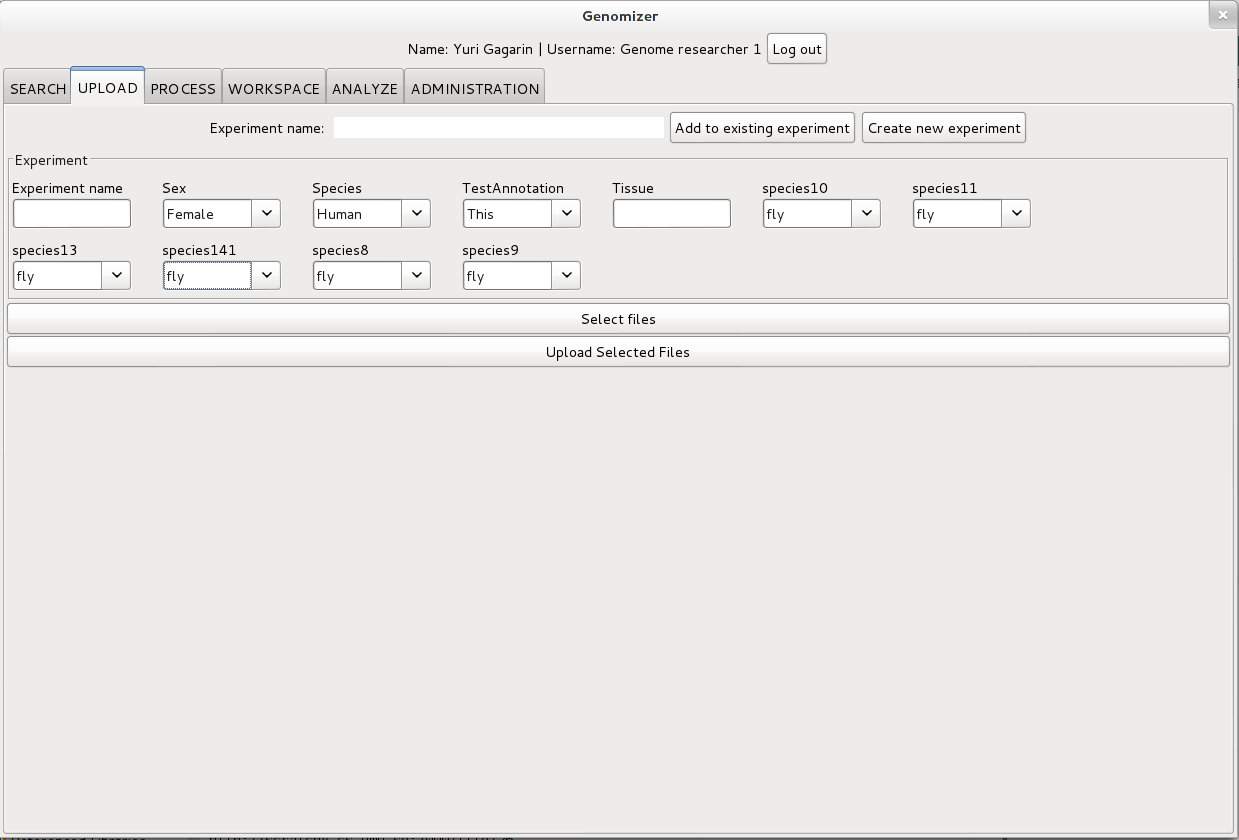 Genomizer
Name: Yuri Gagarin | Username: Genome researcher 1 Log out
SEARCH UPLOAD PROCESS WORKSPACE ANALYZE ADMINISTRATION
Experiment name: Add to existing experiment Create new experiment
Experiment
Experiment name Sex Species TestAnnotation Tissue species10 species11
Female Human This fly fly
species13 species141 species8 species9
fly fly fly fly
Select files
Upload Selected Files